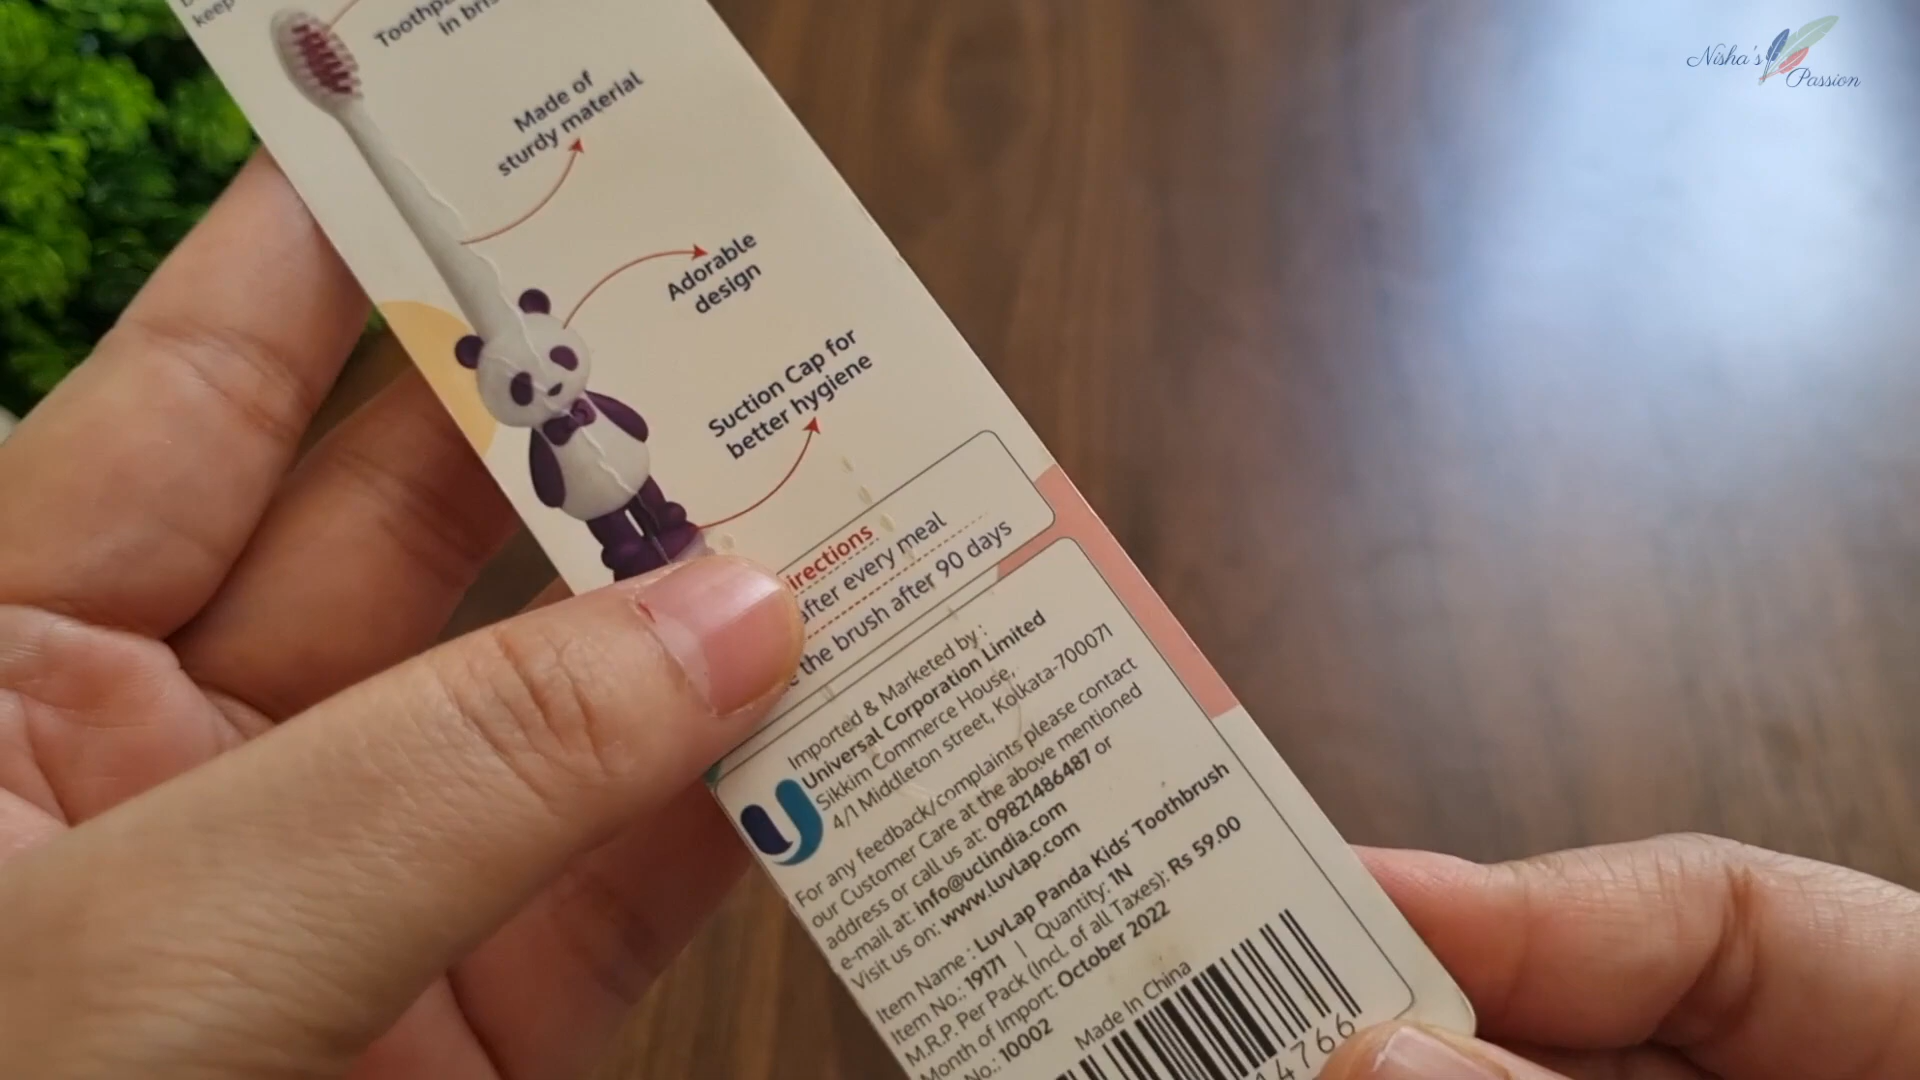 keep
in
Made of
sturdy material
Adorable
design
Suction Cap for
better hygiene
irections
after every meal
the brush after 90 days
Imported & Marketed by :
Universal Corporation Limited
Sikkim Commerce House,
4/1 Middleton street, Kolkata-700071
For any feedback/complaints please contact
our Customer Care at the above mentioned
address or call us at: 09821486487 or
e-mail at: info@uclindia.com
Visit us on: www.luvlap.com
Item Name : LuvLap Panda Kids' Toothbrush
Item No.: 19171 | Quantity: 1N
M.R.P. Per Pack (Incl. of all Taxes): Rs 59.00
Month of Import: October 2022
No.: 10002
Made In China
14766
Nisha's
Passion